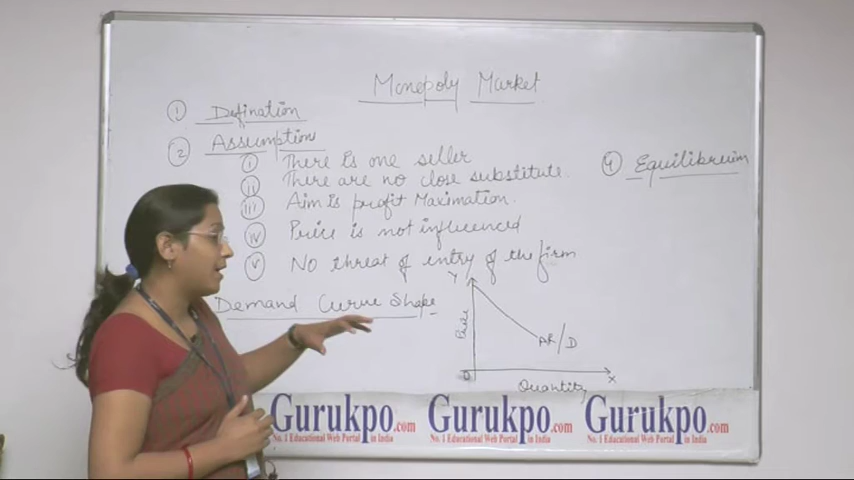 Monopoly Market
1 Defination
2 Assumption
i There is one seller
ii There are no close substitute.
iii Aim is profit Maximation.
iv Price is not influenced
v No threat of entry of the firm
Demand Curve Shape
Y
Price
AR/D
0
X
Quantity
4 Equilibrium
Gurukpo.com
No. 1 Educational Web Portal in India
Gurukpo.com
No. 1 Educational Web Portal in India
Gurukpo.com
No. 1 Educational Web Portal in India